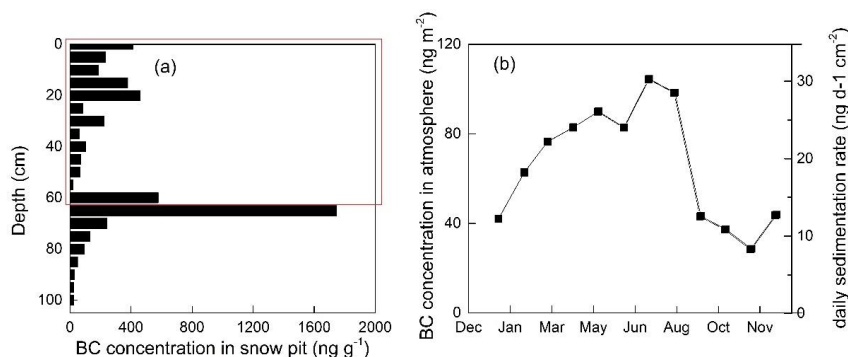 (a)
Depth (cm)
0
20
40
60
80
100
0 400 800 1200 1600 2000
BC concentration in snow pit (ng g⁻¹)
(b)
BC concentration in atmosphere (ng m⁻²)
120
80
40
0
Dec Jan Mar Apr May Jun Aug Oct Nov
30
20
10
0
daily sedimentation rate (ng d-1 cm⁻²)